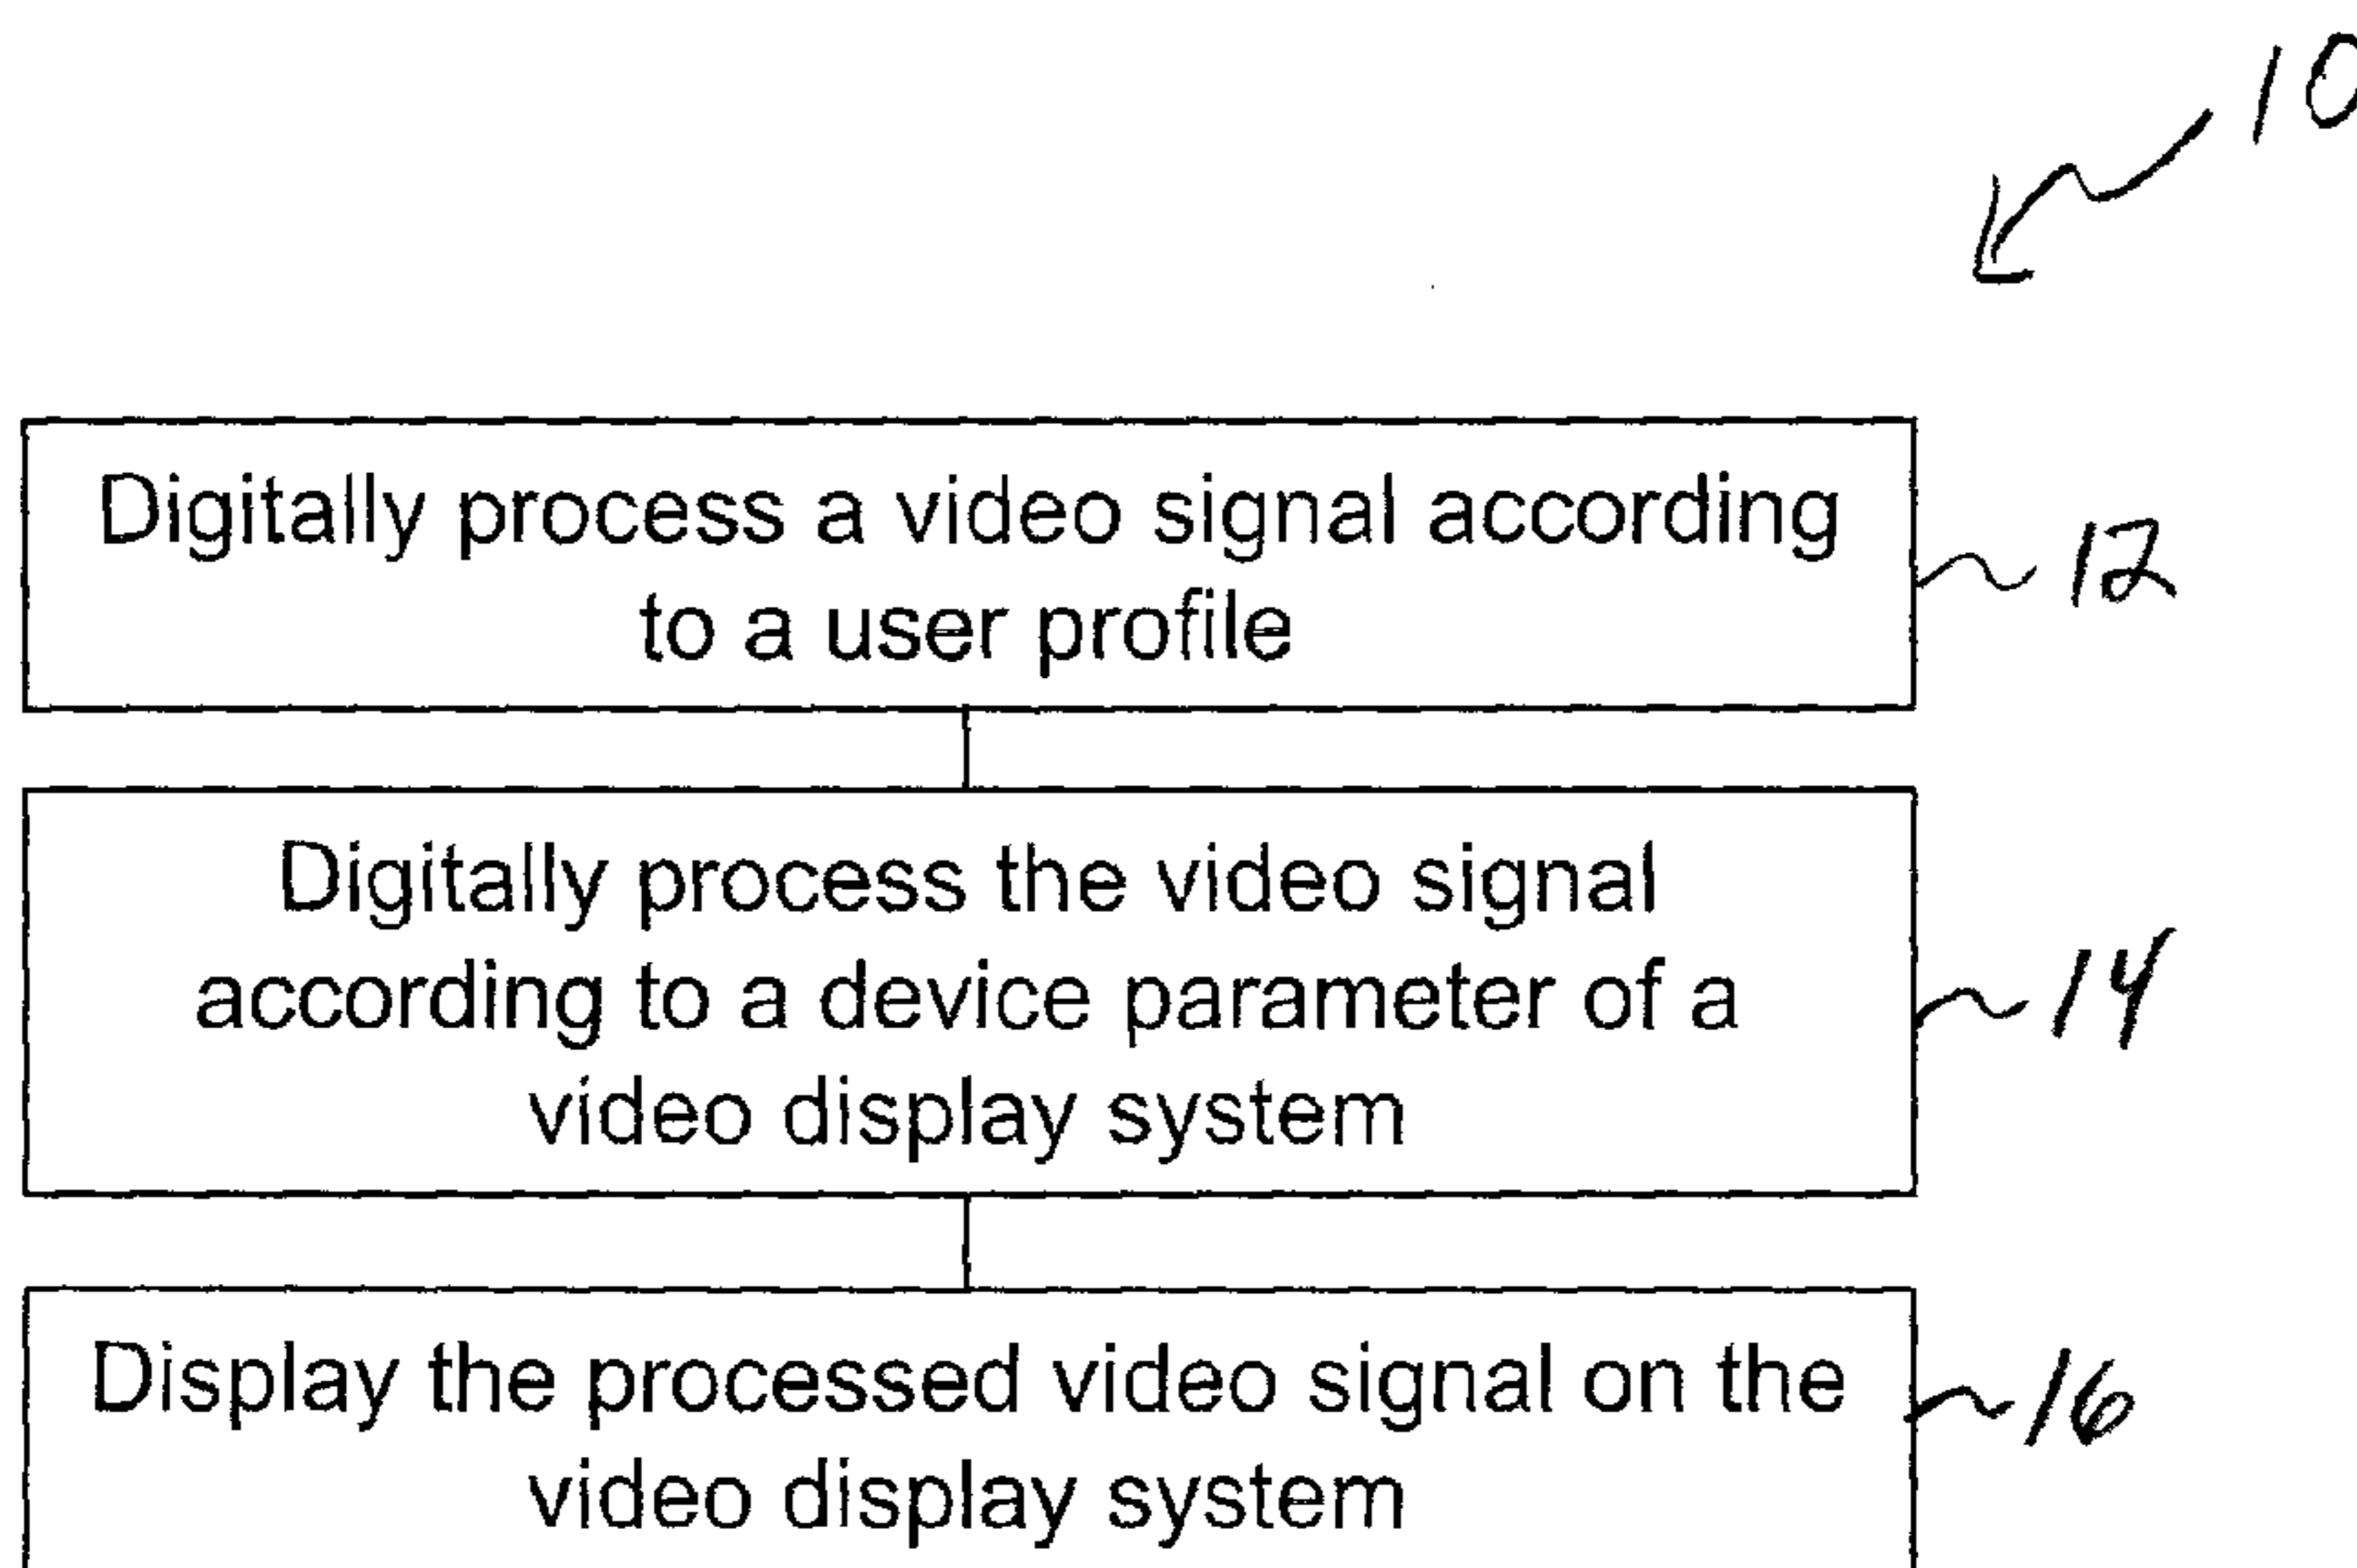 10
Digitally process a video signal according
to a user profile
12
Digitally process the video signal
according to a device parameter of a
video display system
14
Display the processed video signal on the
video display system
16